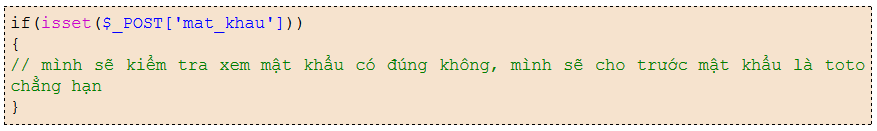 if(isset($_POST['mat_khau']))
{
// mình sẽ kiểm tra xem mật khẩu có đúng không, mình sẽ cho trước mật khẩu là toto
chẳng hạn
}